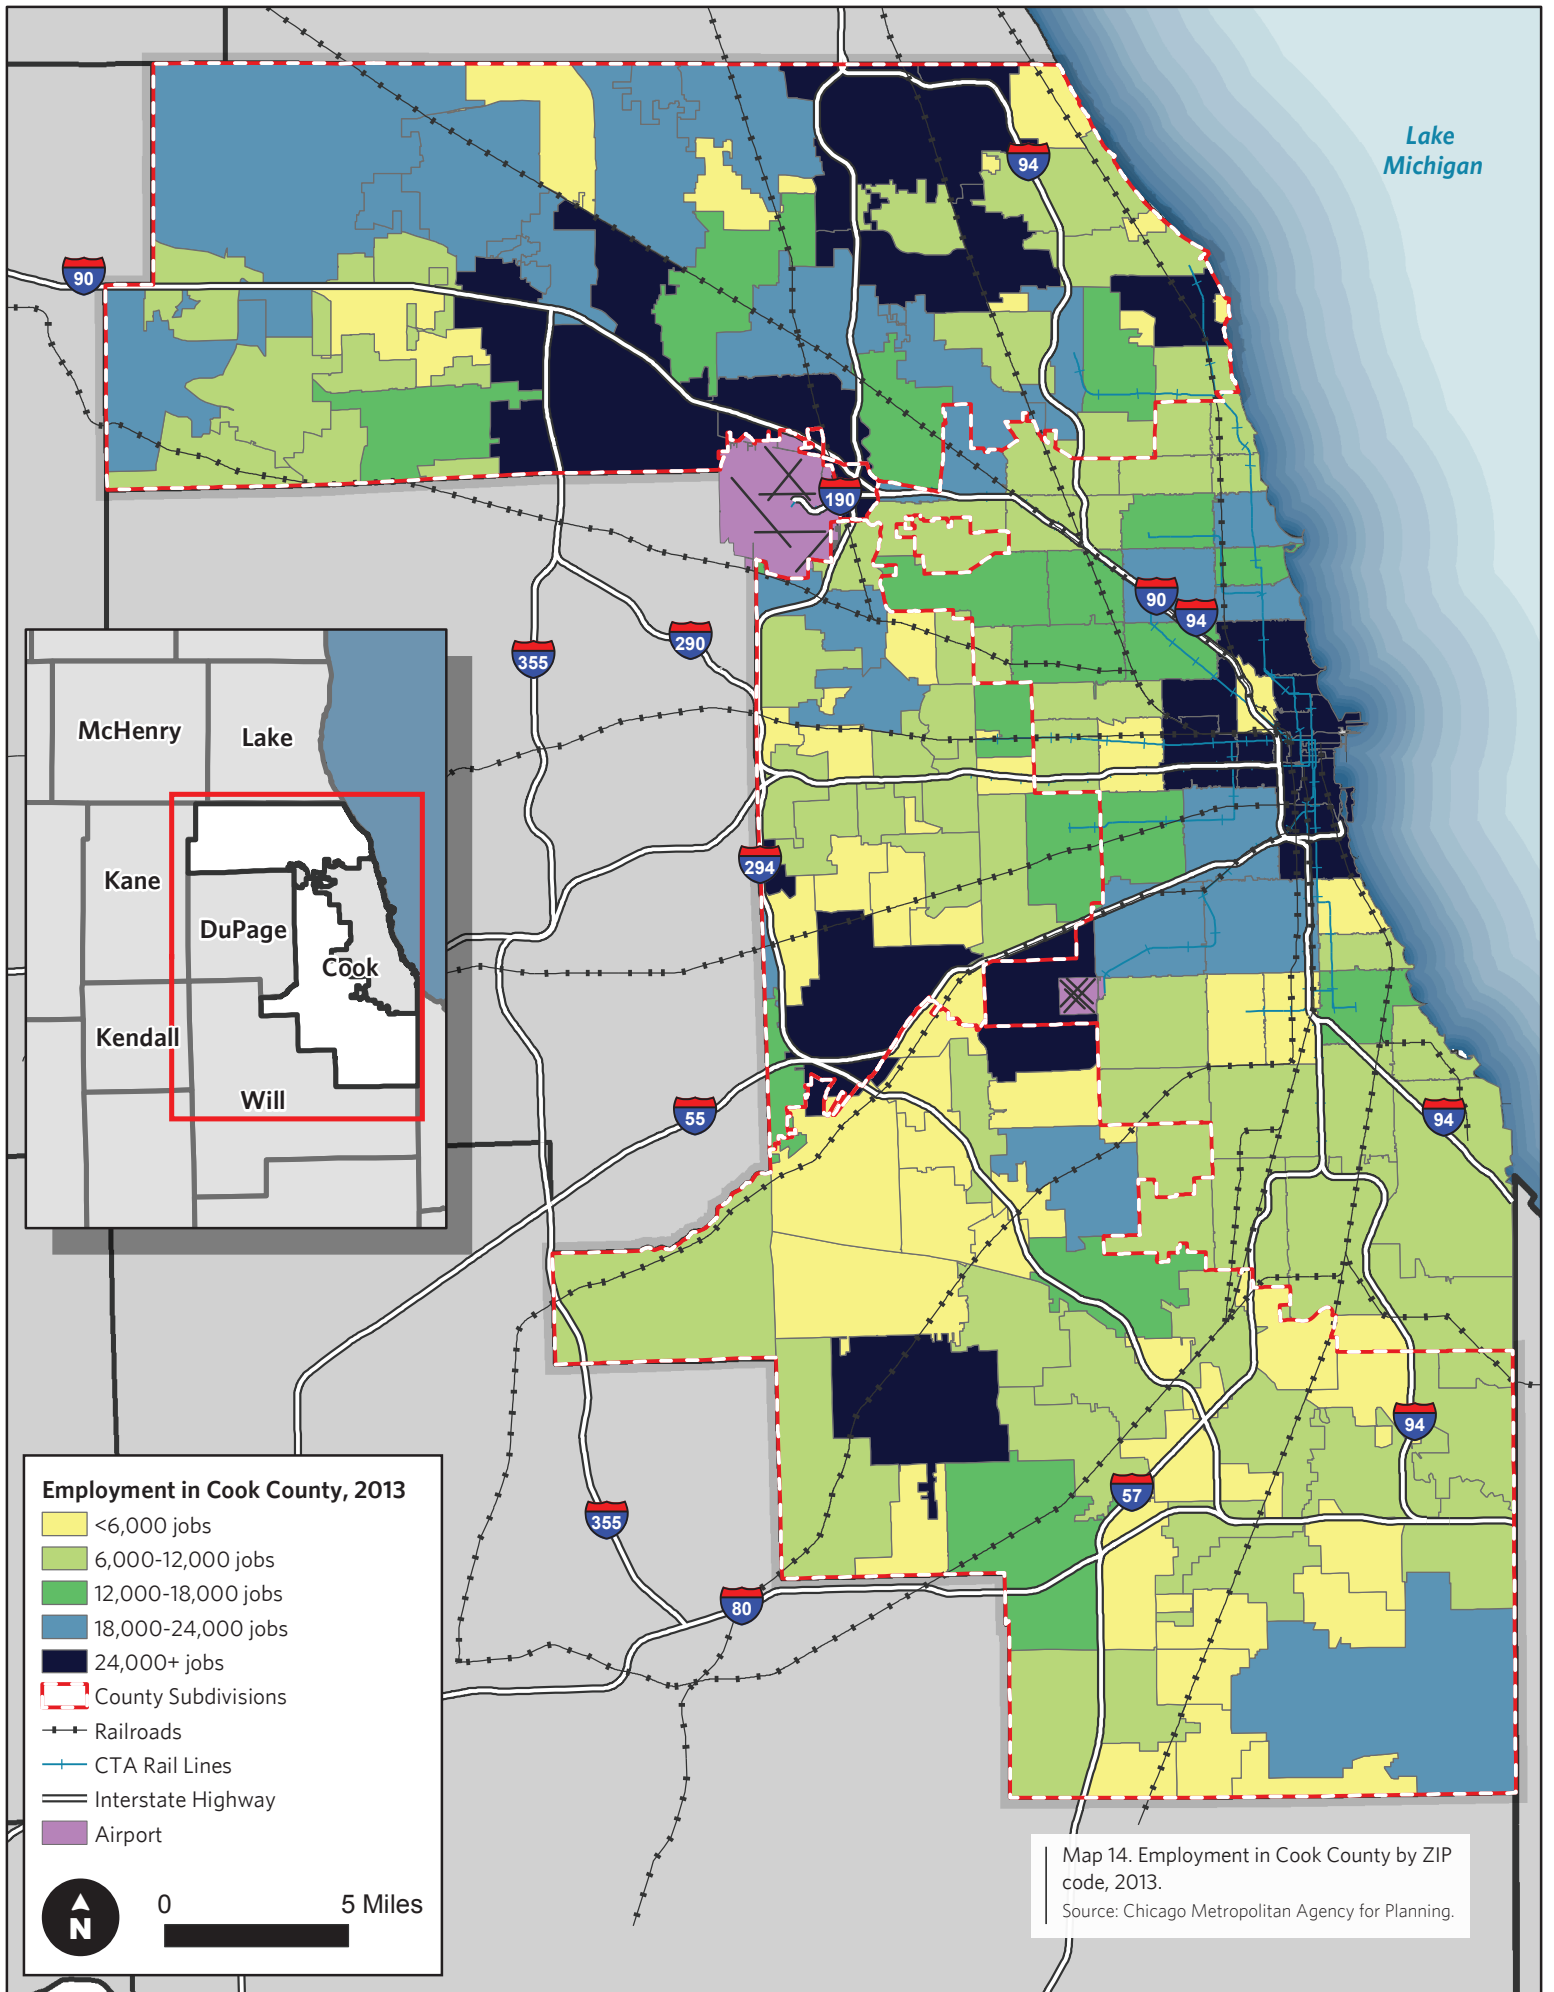 Lake
Michigan
94
90
190
90
94
290
355
McHenry
Lake
Kane
294
DuPage
Cook
Kendall
Will
55
94
94
57
355
80
Employment in Cook County, 2013
<6,000 jobs
6,000-12,000 jobs
12,000-18,000 jobs
18,000-24,000 jobs
24,000+ jobs
County Subdivisions
Railroads
CTA Rail Lines
Interstate Highway
Airport
N
0 5 Miles
Map 14. Employment in Cook County by ZIP
code, 2013.
Source: Chicago Metropolitan Agency for Planning.